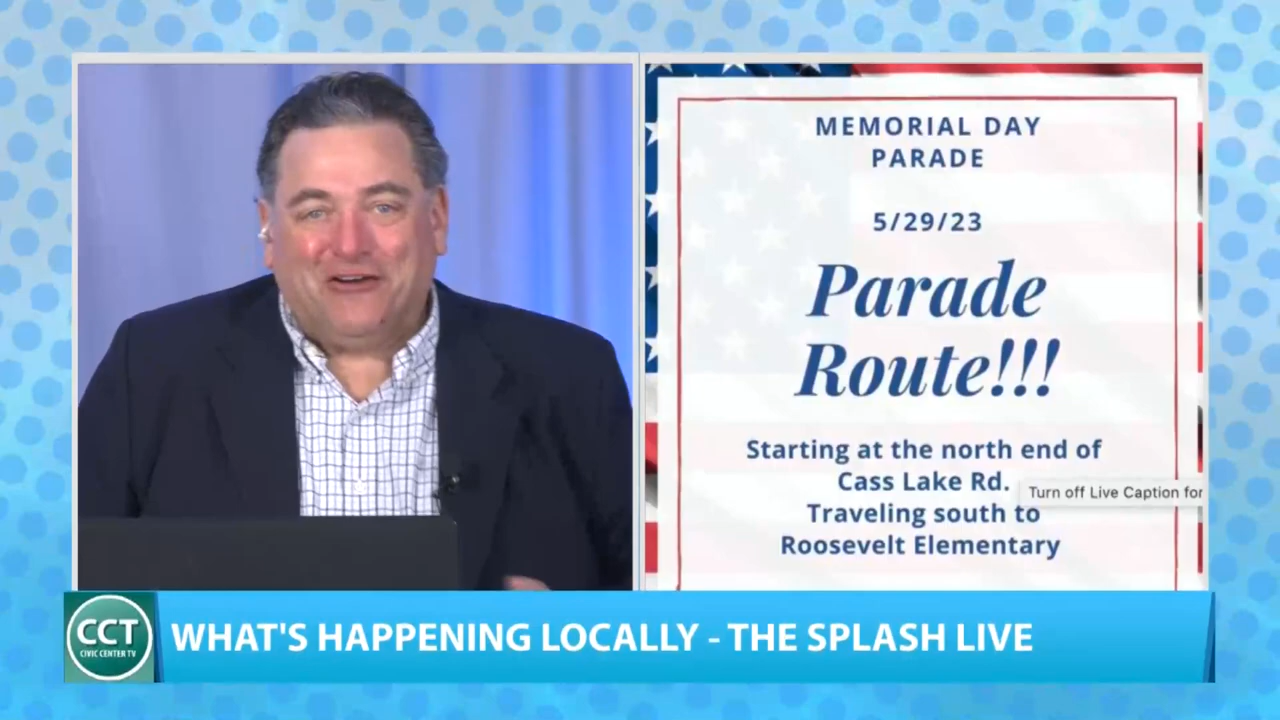 MEMORIAL DAY
PARADE
5/29/23
Parade
Route!!!
Starting at the north end of
Cass Lake Rd.
Turn off Live Caption for
Traveling south to
Roosevelt Elementary
CCT
CIVIC CENTER TV
WHAT'S HAPPENING LOCALLY - THE SPLASH LIVE